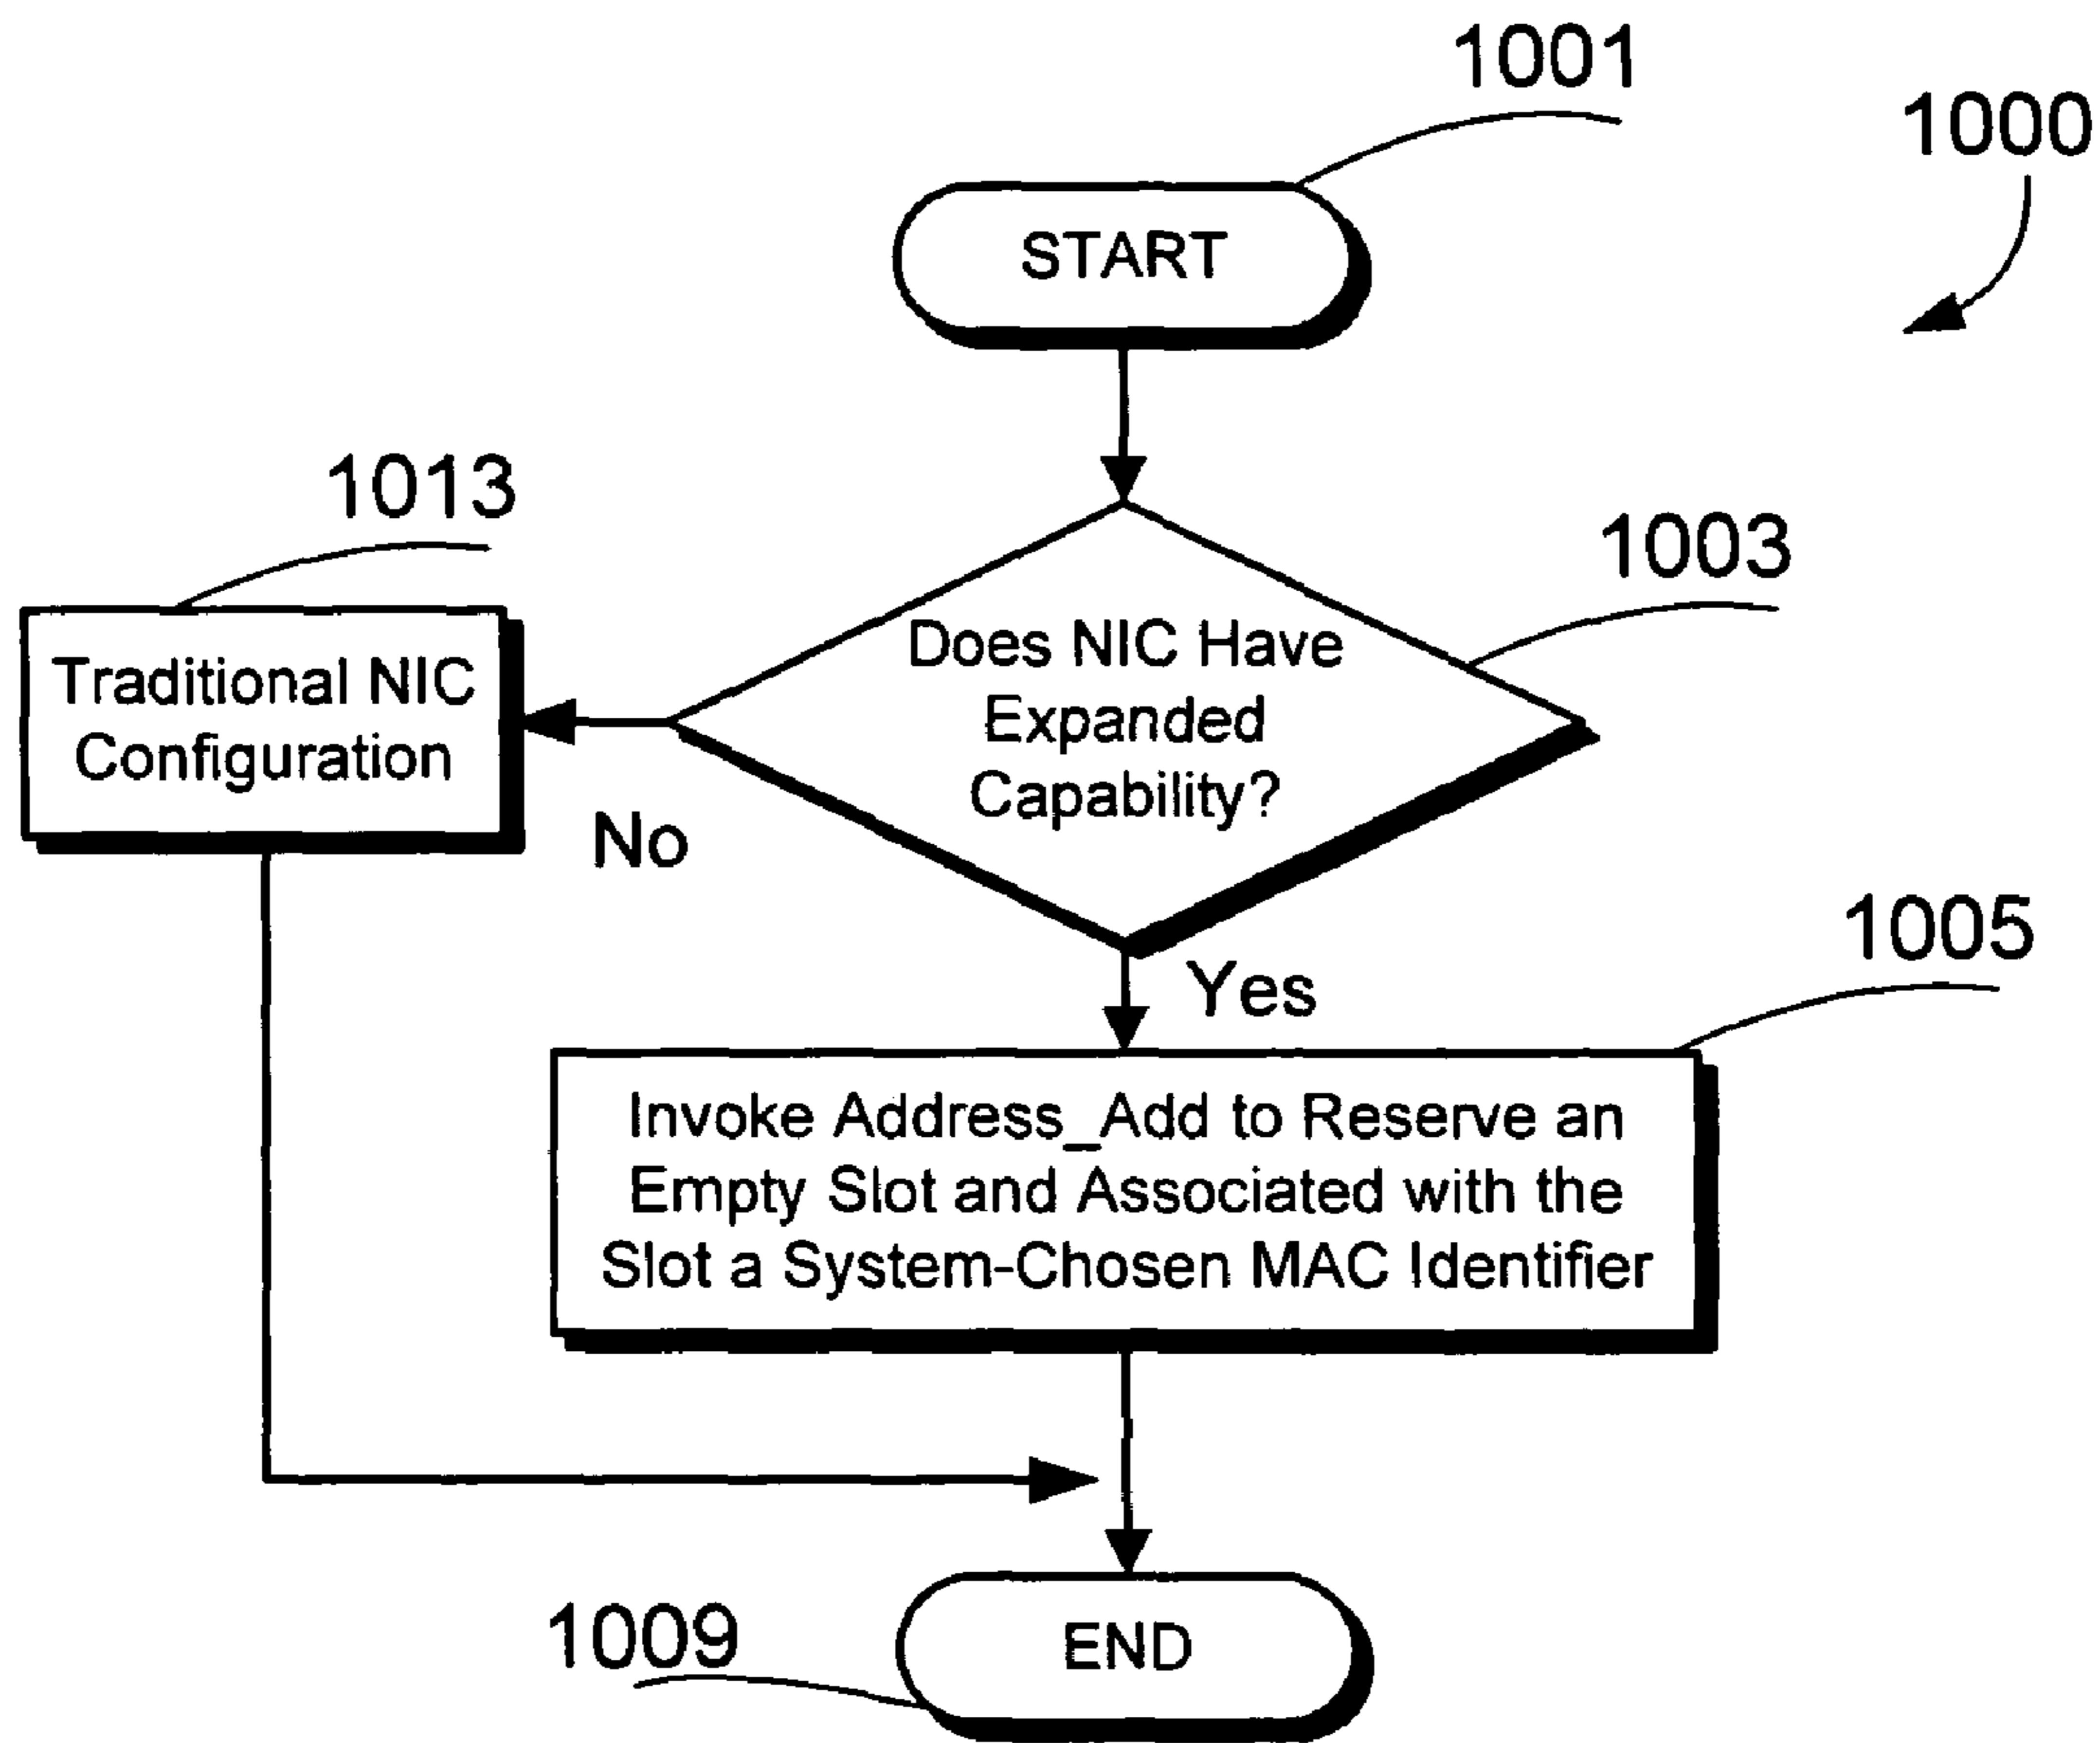 1001
1000
START
1013
1003
Does NIC Have
Expanded
Capability?
Traditional NIC
Configuration
No
1005
Yes
Invoke Address_Add to Reserve an
Empty Slot and Associated with the
Slot a System-Chosen MAC Identifier
1009
END